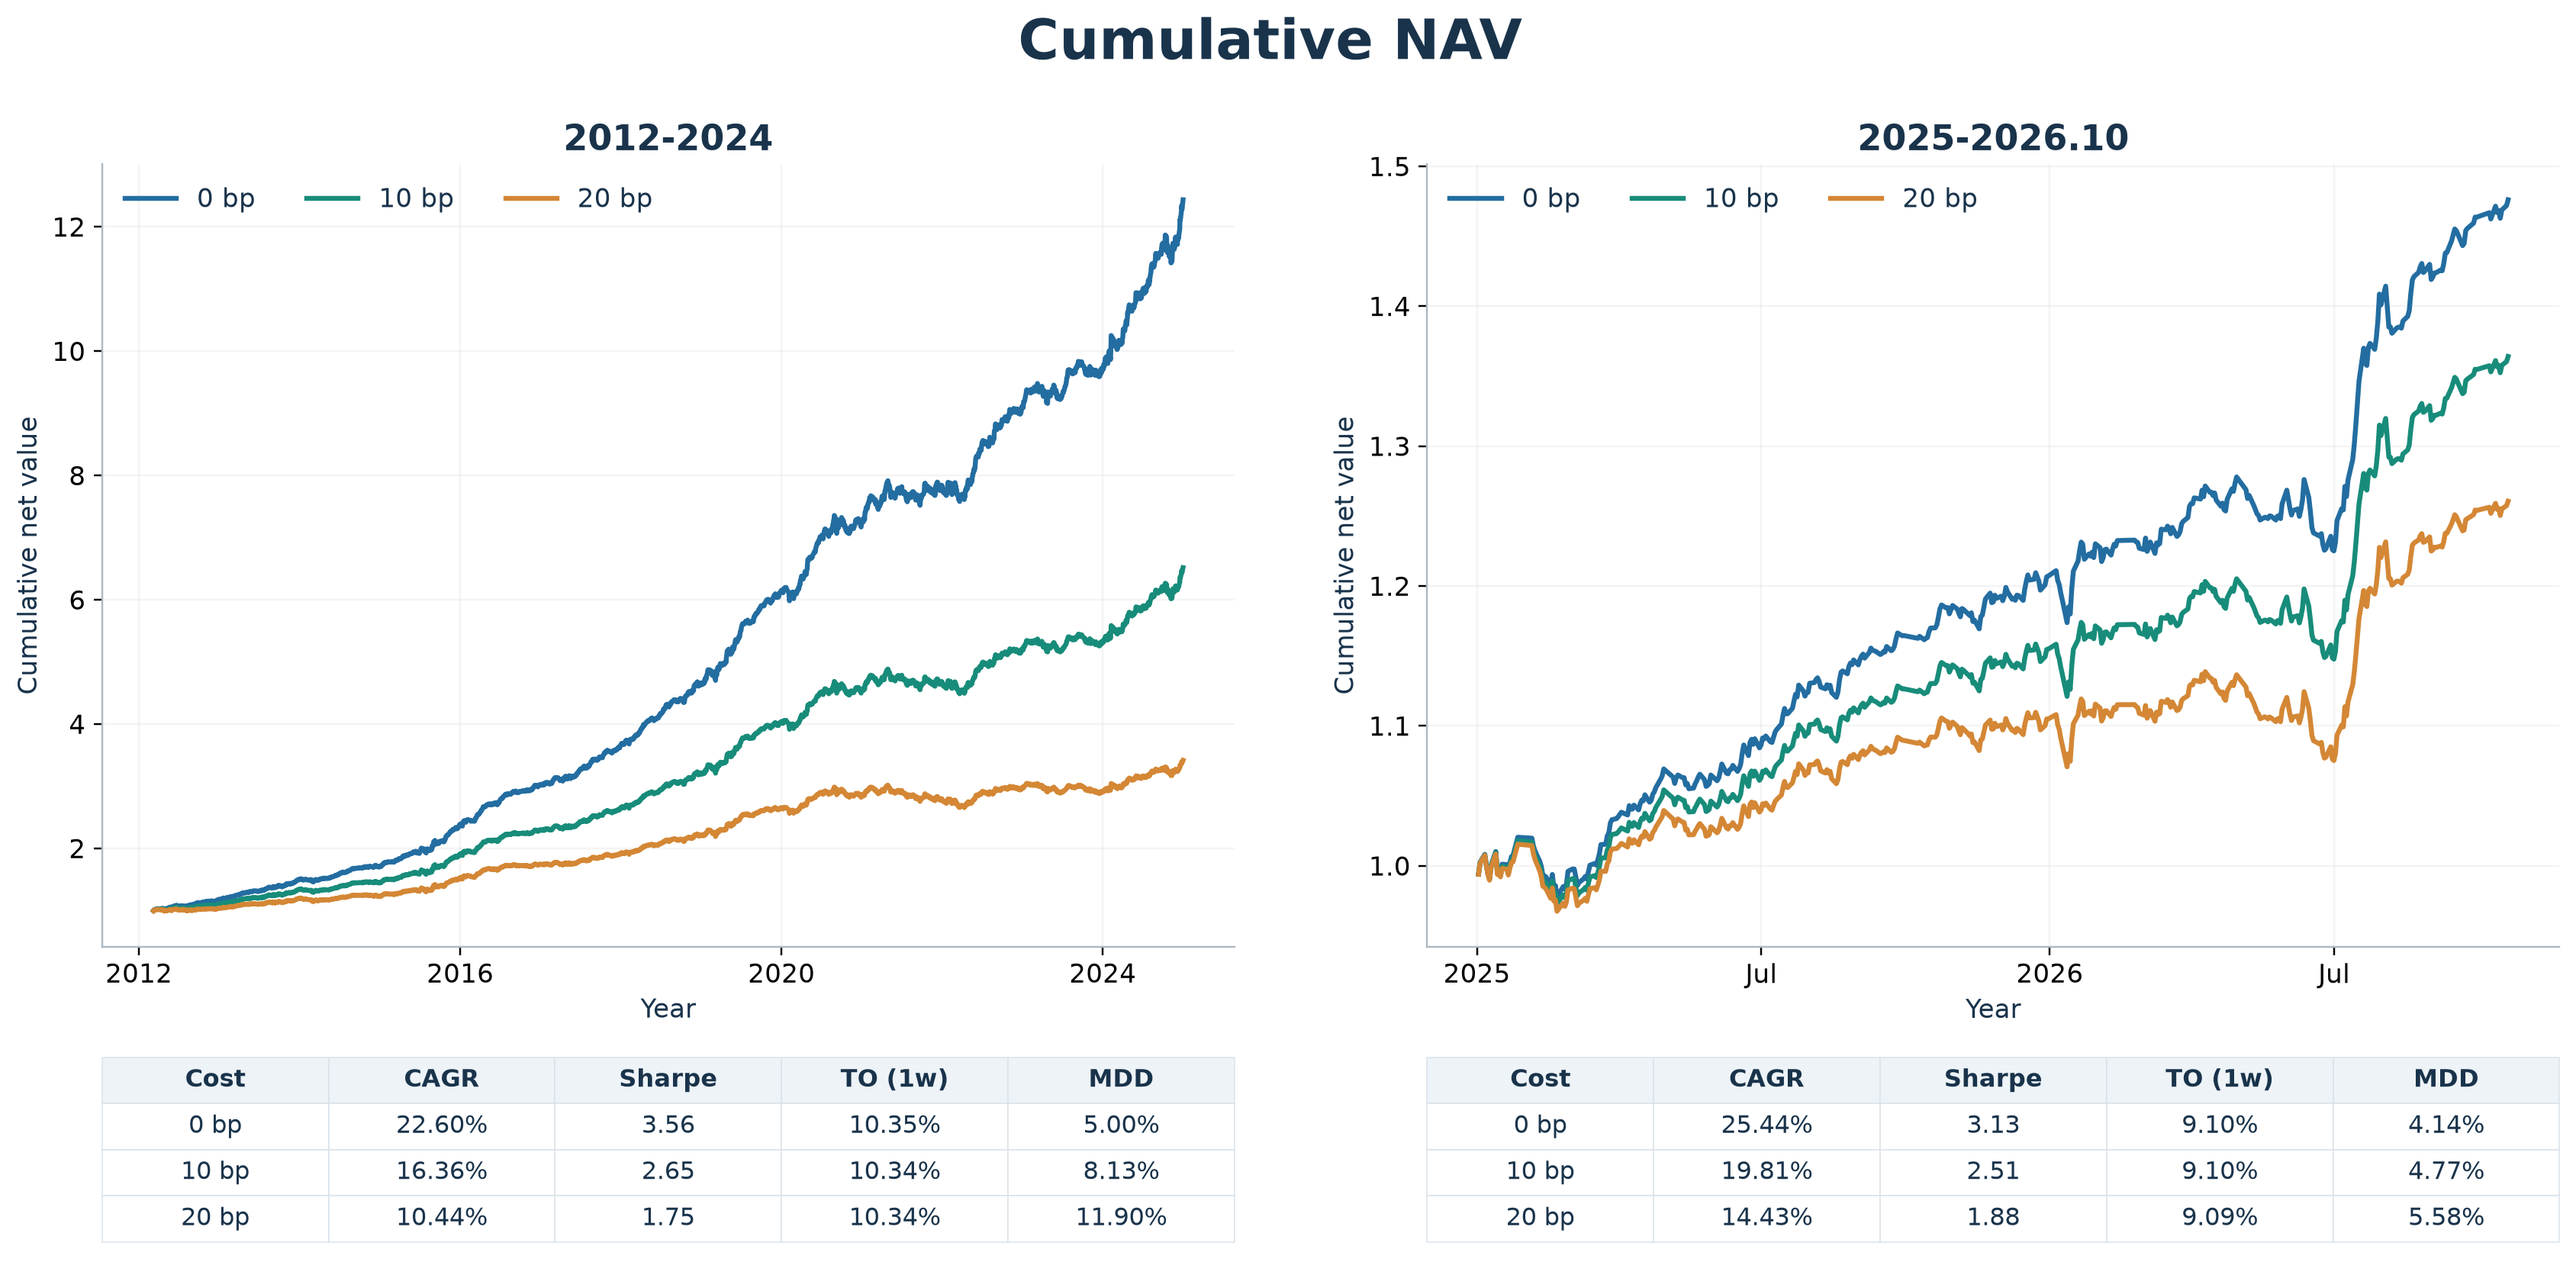 Cumulative NAV
2012-2024
0 bp 10 bp 20 bp
12
10
8
6
4
2
Cumulative net value
2012 2016 2020 2024
Year
Cost CAGR Sharpe TO (1w) MDD
0 bp 22.60% 3.56 10.35% 5.00%
10 bp 16.36% 2.65 10.34% 8.13%
20 bp 10.44% 1.75 10.34% 11.90%
2025-2026.10
0 bp 10 bp 20 bp
1.5
1.4
1.3
1.2
1.1
1.0
Cumulative net value
2025 Jul 2026 Jul
Year
Cost CAGR Sharpe TO (1w) MDD
0 bp 25.44% 3.13 9.10% 4.14%
10 bp 19.81% 2.51 9.10% 4.77%
20 bp 14.43% 1.88 9.09% 5.58%